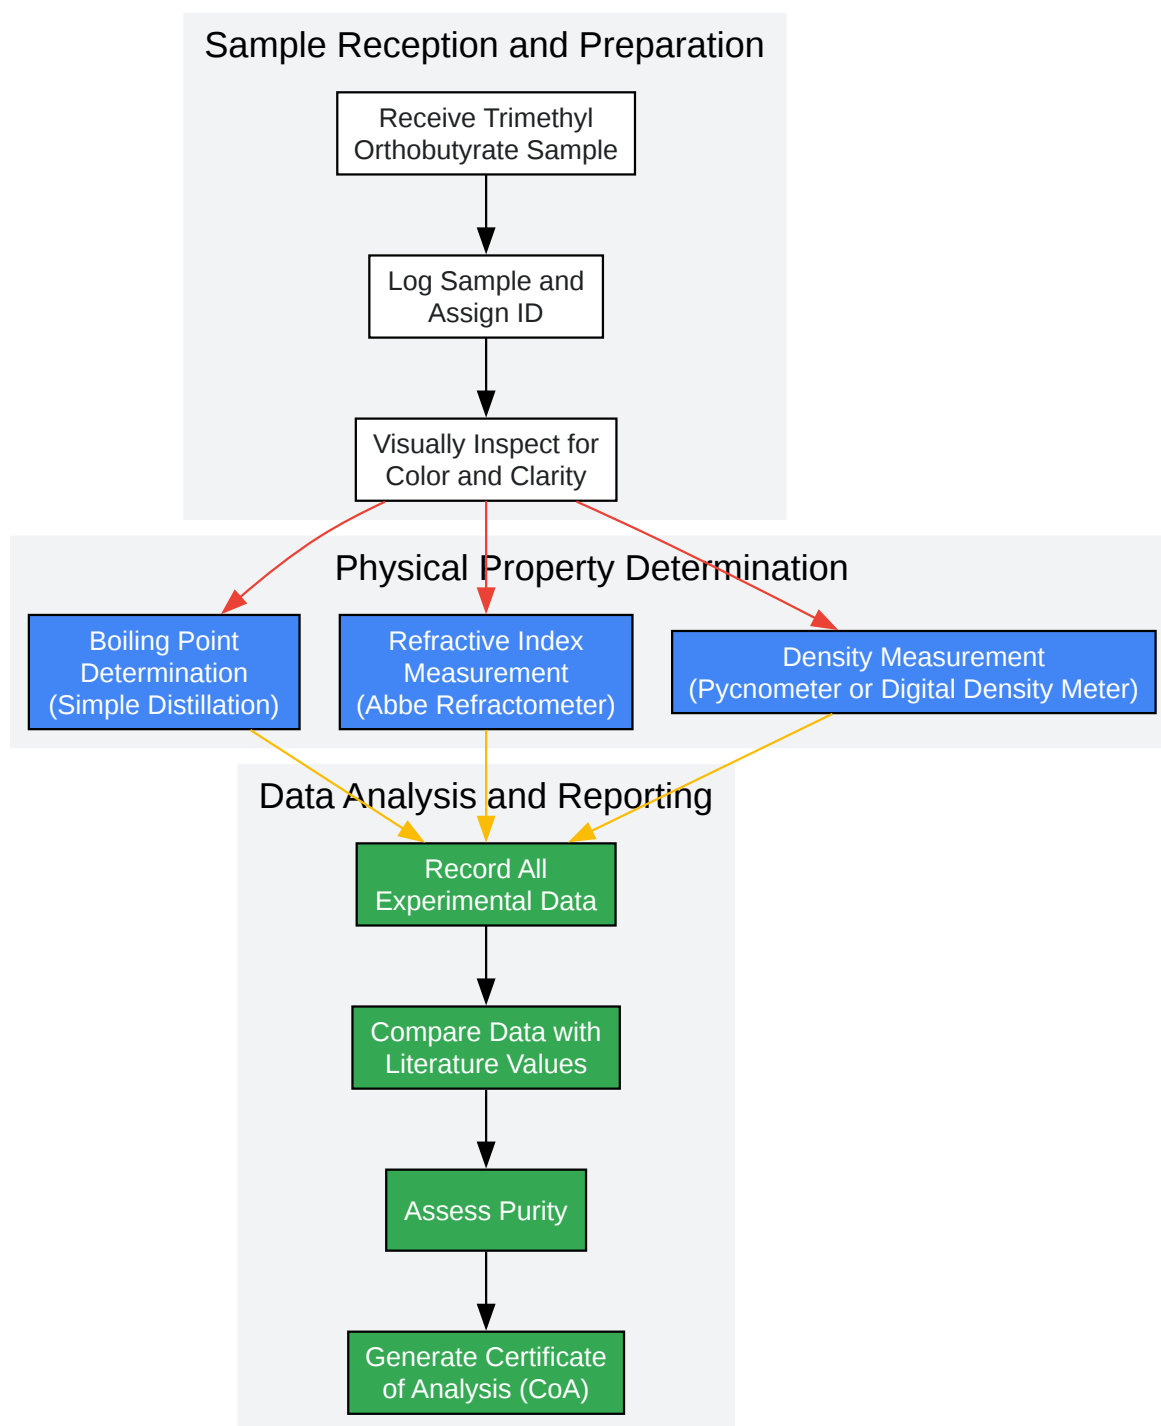 Sample Reception and Preparation
Receive Trimethyl
Orthobutyrate Sample
Log Sample and
Assign ID
Visually Inspect for
Color and Clarity
Physical Property Determination
Boiling Point
Determination
(Simple Distillation)
Refractive Index
Measurement
(Abbe Refractometer)
Density Measurement
(Pycnometer or Digital Density Meter)
Data Analysis and Reporting
Record All
Experimental Data
Compare Data with
Literature Values
Assess Purity
Generate Certificate
of Analysis (CoA)